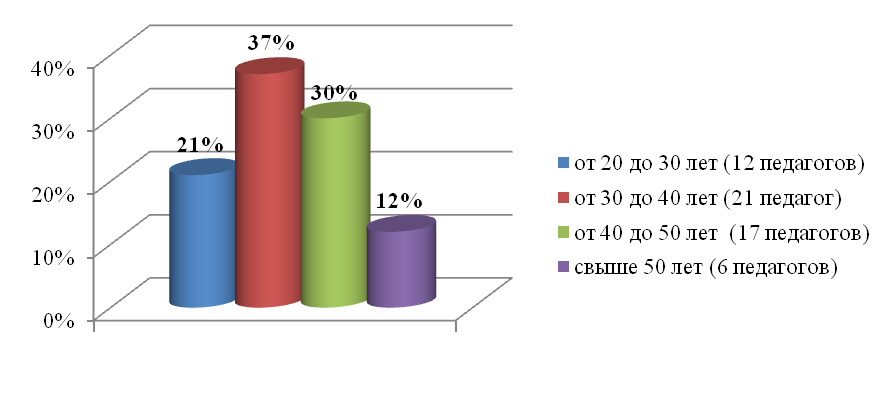 37%
40%
30%
21%
30%
12%
20%
10%
0%
от 20 до 30 лет (12 педагогов)
от 30 до 40 лет (21 педагог)
от 40 до 50 лет (17 педагогов)
свыше 50 лет (6 педагогов)